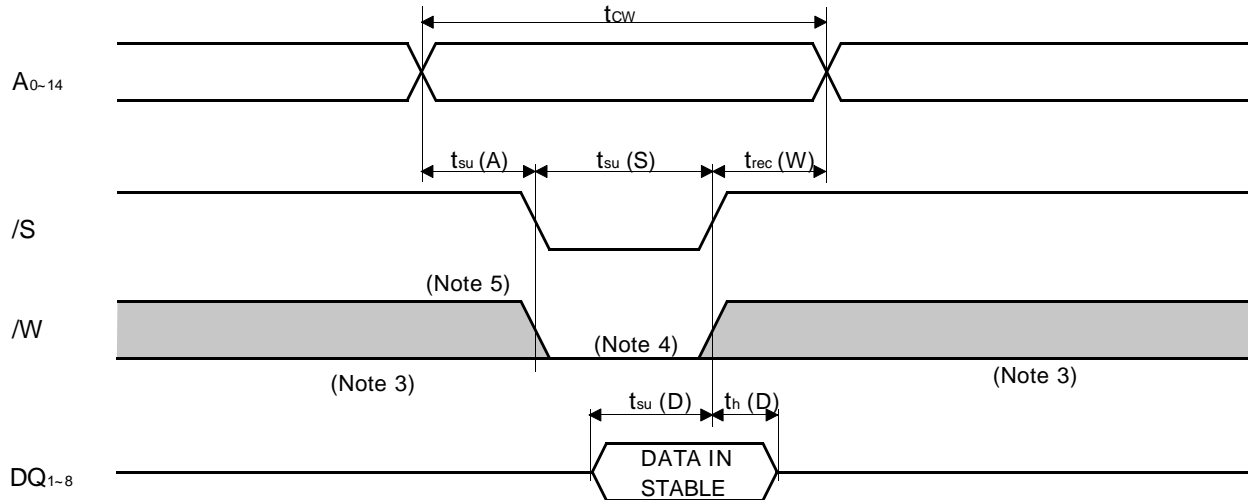 tCW
A0~14
tsu (A) tsu (S) trec (W)
/S
(Note 5)
/W
(Note 4)
(Note 3) (Note 3)
tsu (D) th (D)
DATA IN
DQ1~8
STABLE